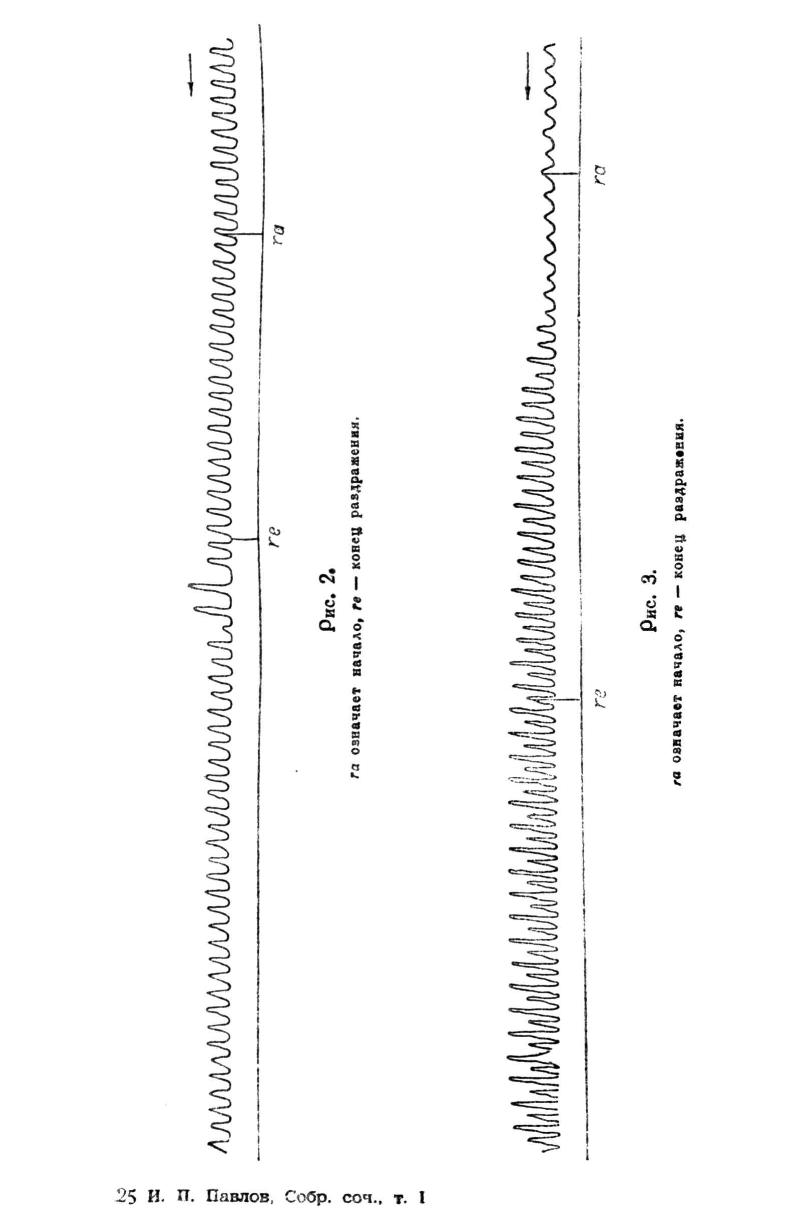 ra
re
Рис. 2.
ra означает начало, re — конец раздражения.
ra
re
Рис. 3.
ra означает начало, re — конец раздражения.
25 И. П. Павлов, Собр. соч., т. I